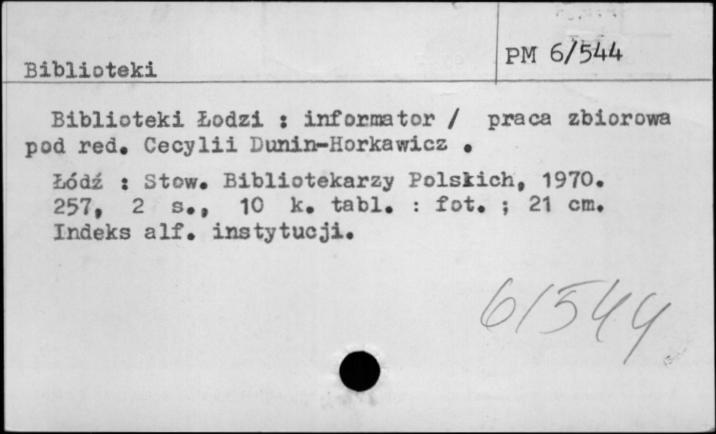 Biblioteki
PM 6/544
Biblioteki Łodzi : informator / praca zbiorowa
pod red. Cecylii Dunin-Horkawicz .
Łódź : Stow. Bibliotekarzy Polskich, 1970.
257, 2 s., 10 k. tabl. : fot. ; 21 cm.
Indeks alf. instytucji.
6/544